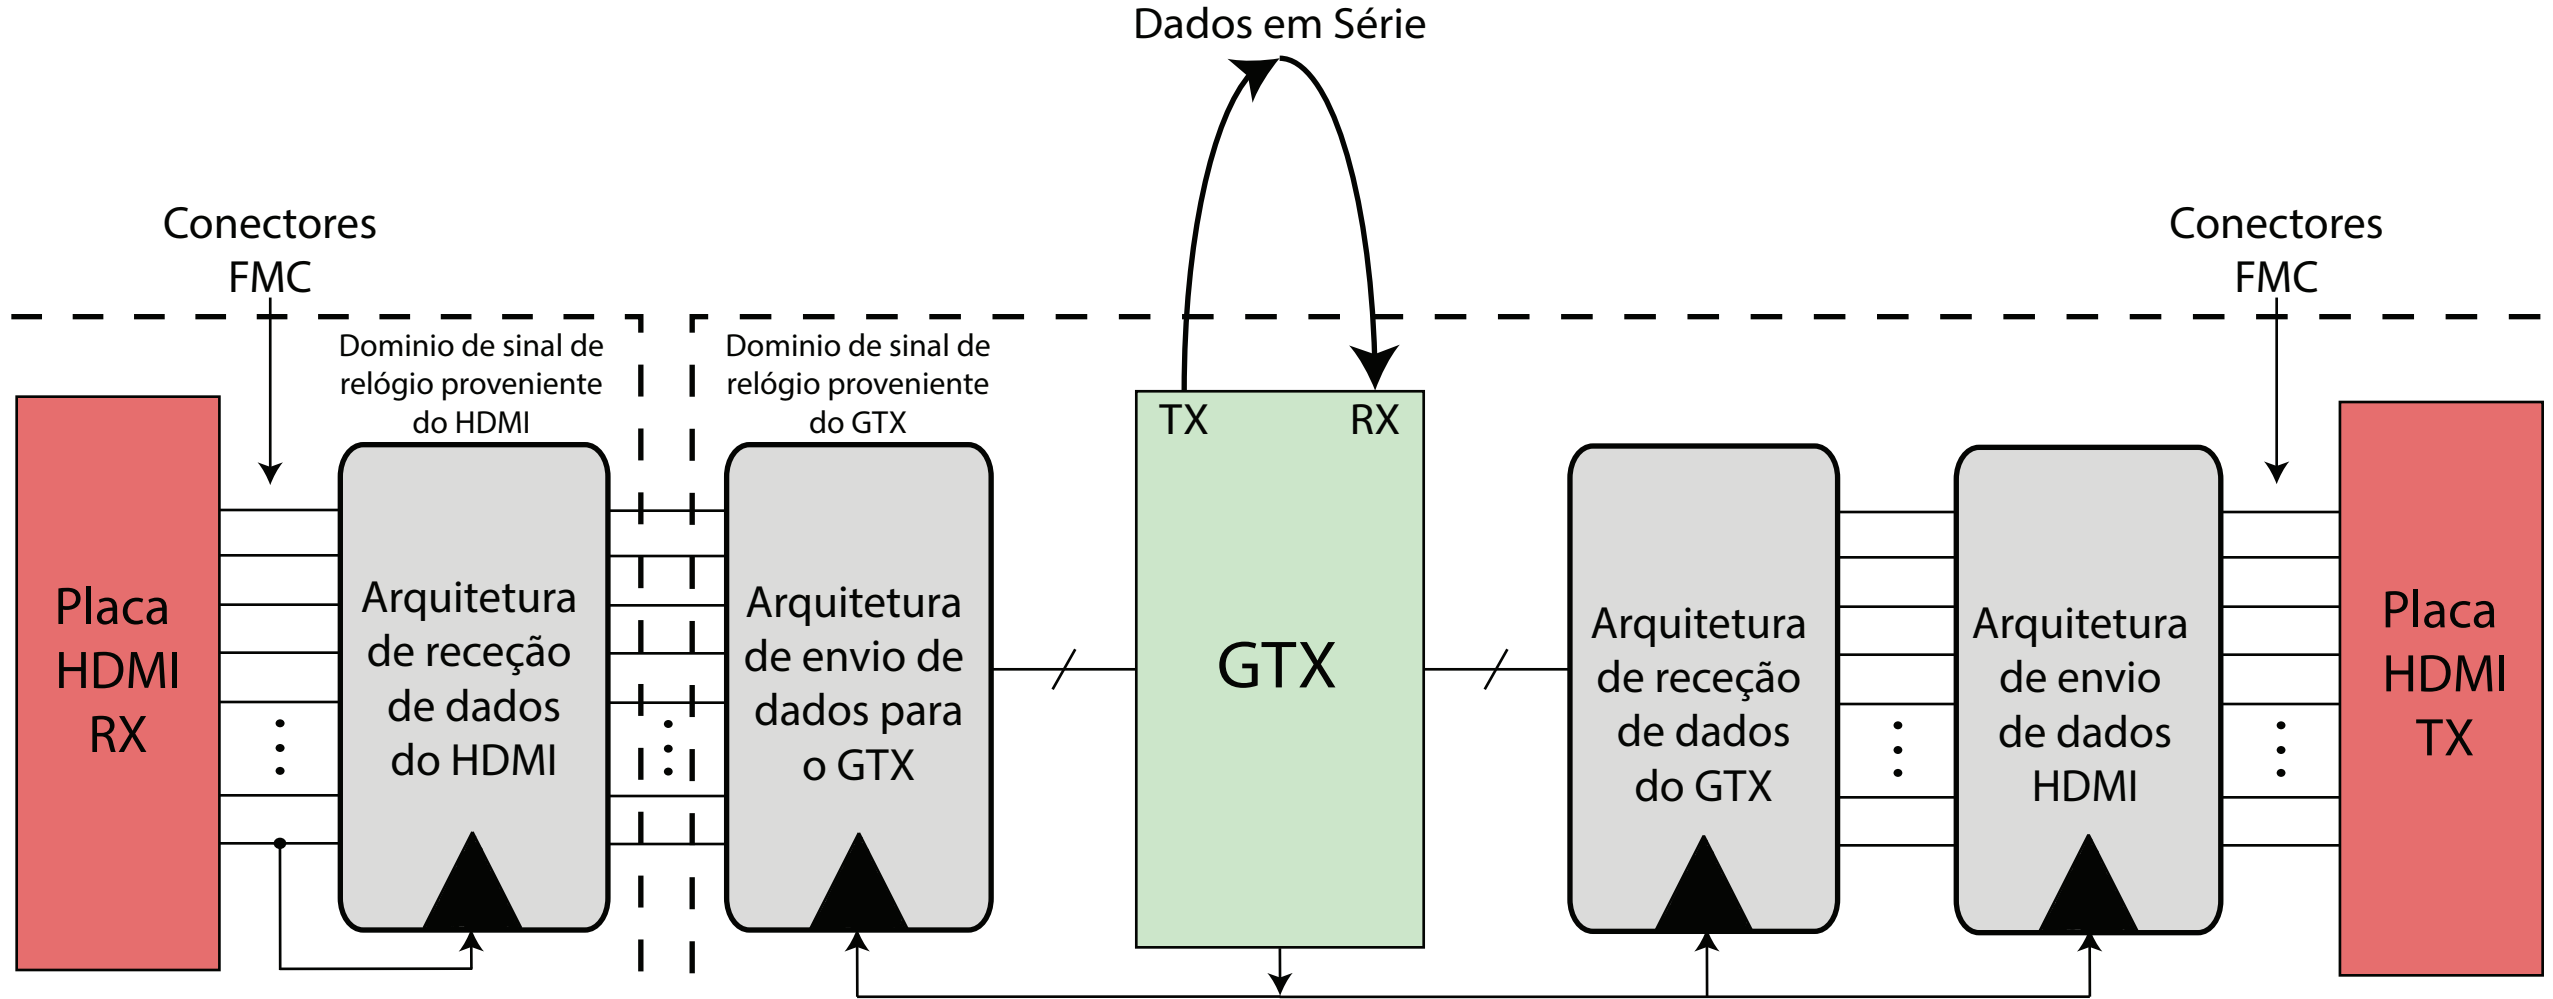 Dados em Série
Conectores
FMC
Conectores
FMC
Dominio de sinal de
relógio proveniente
do HDMI
Dominio de sinal de
relógio proveniente
do GTX
Placa
HDMI
RX
Arquitetura
de receção
de dados
do HDMI
Arquitetura
de envio de
dados para
o GTX
TX
RX
GTX
Arquitetura
de receção
de dados
do GTX
Arquitetura
de envio
de dados
HDMI
Placa
HDMI
TX